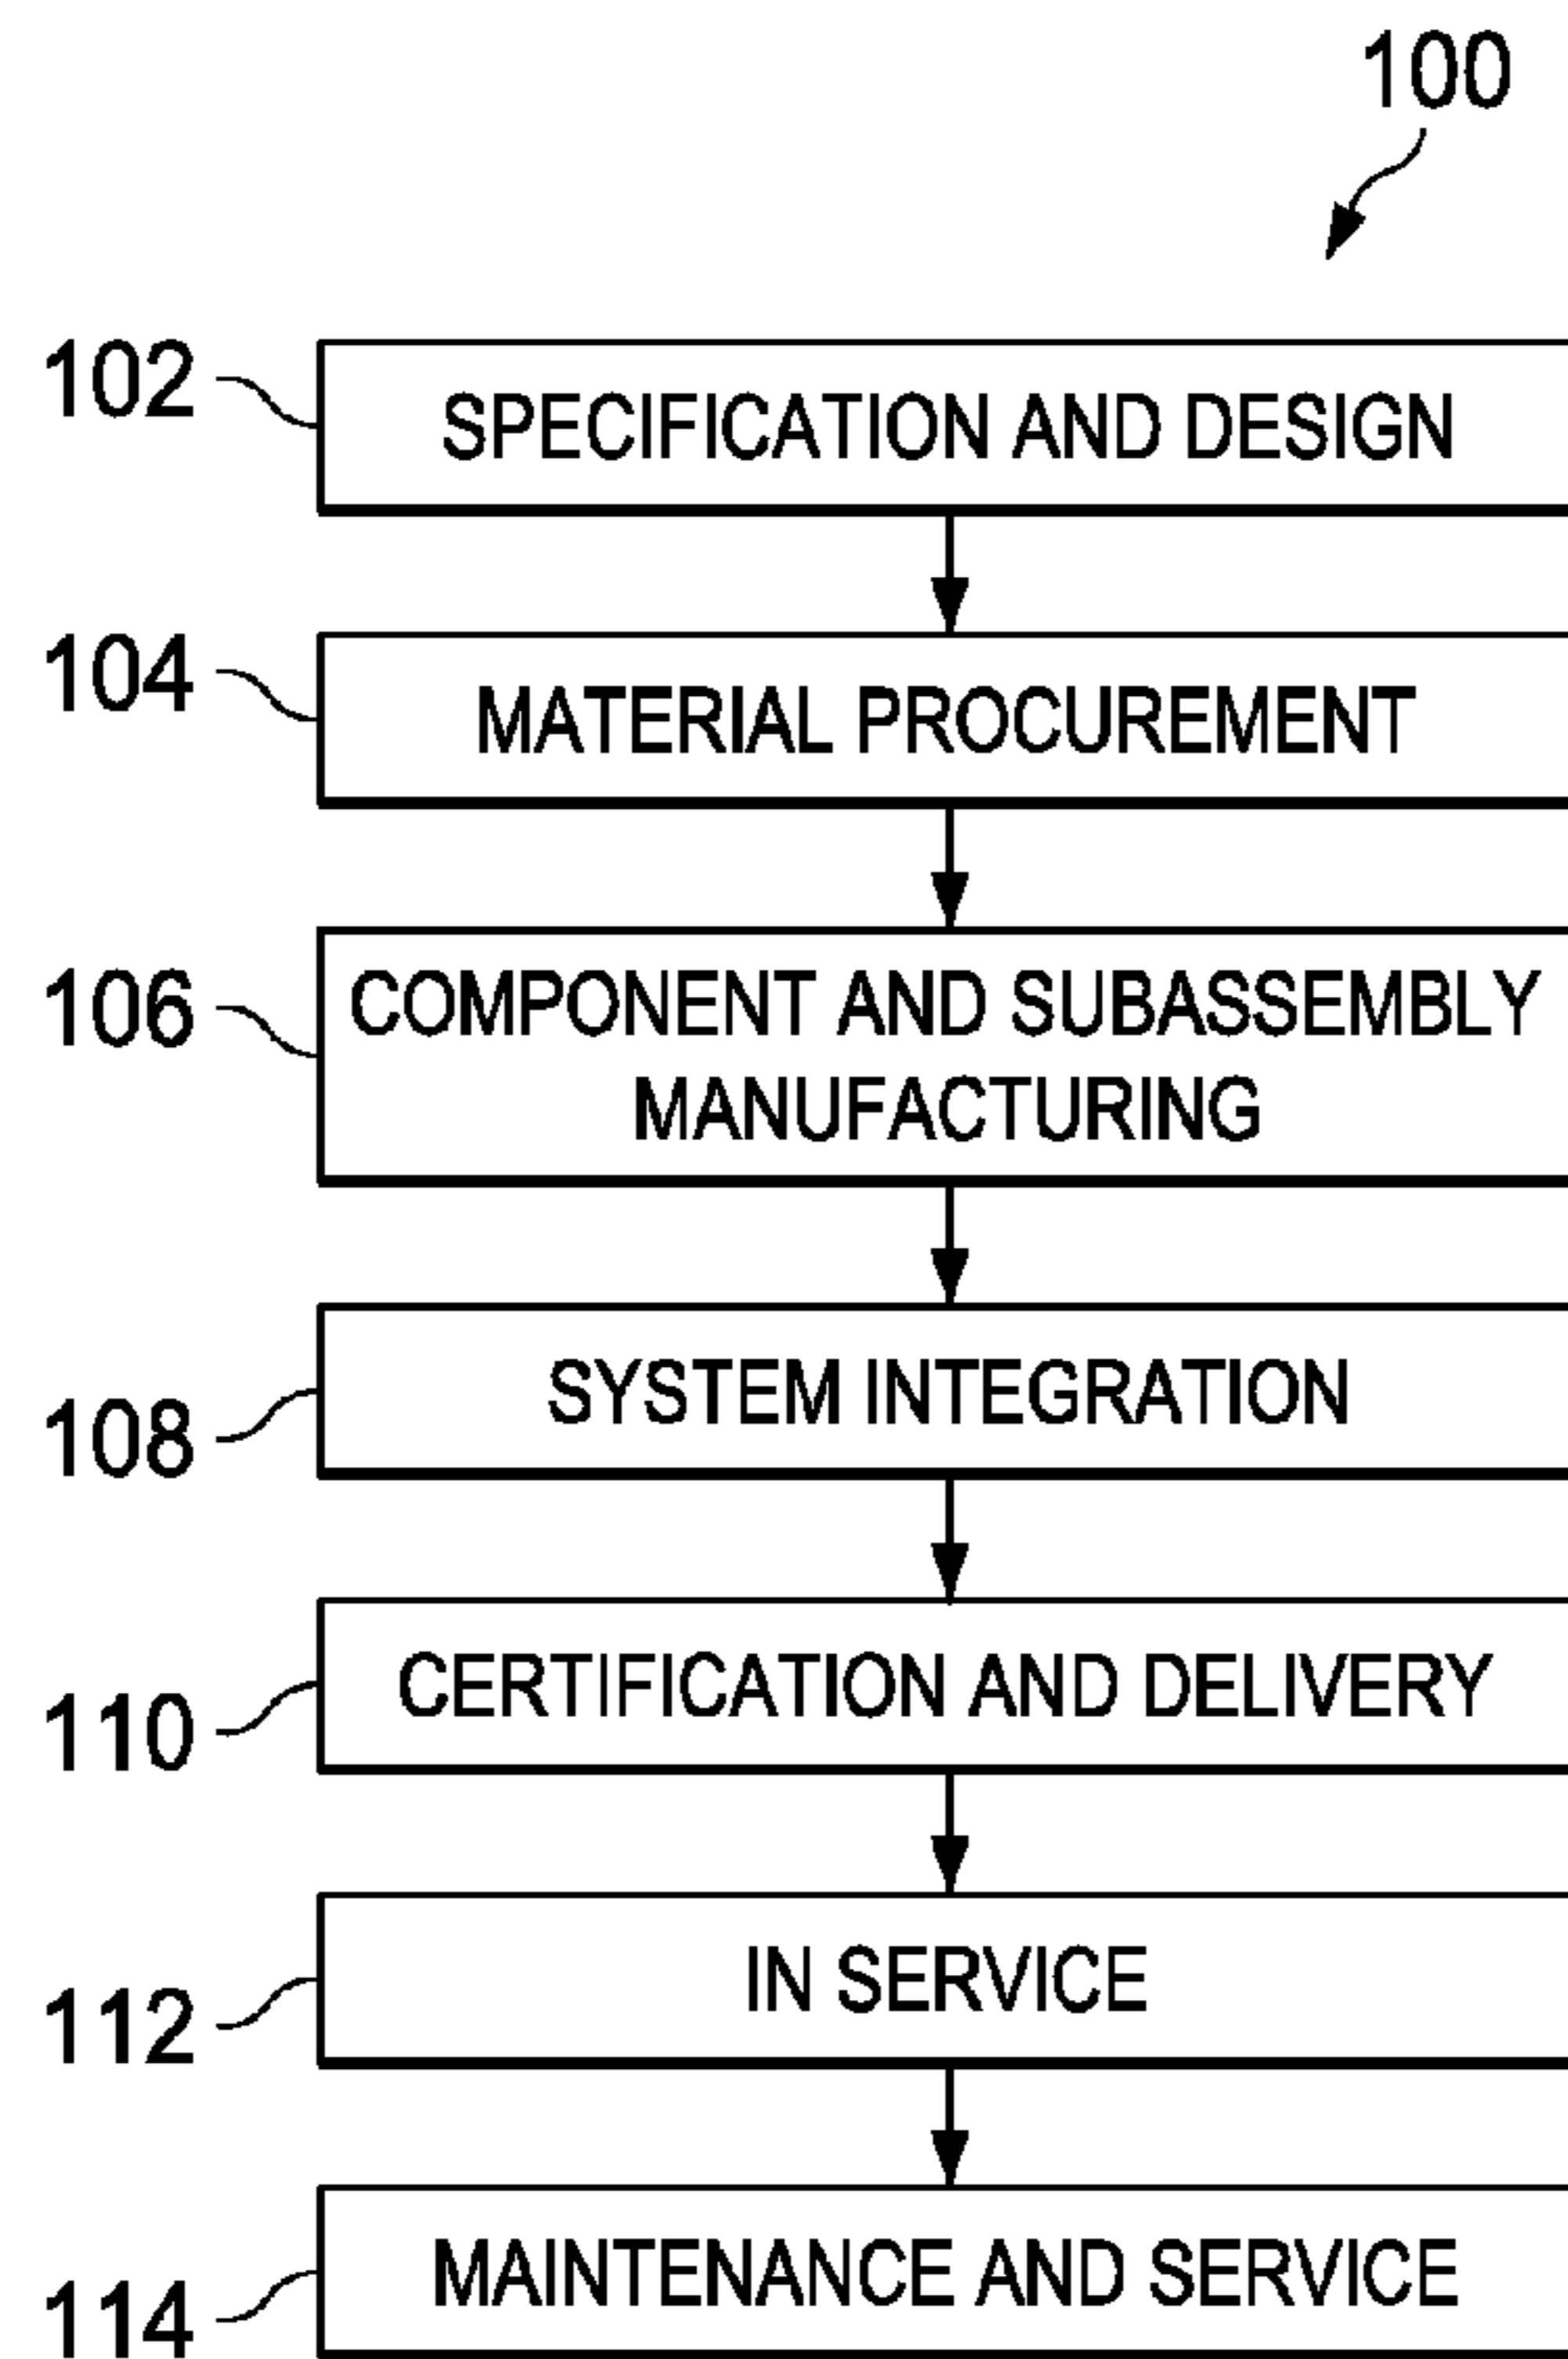 100
102 SPECIFICATION AND DESIGN
104 MATERIAL PROCUREMENT
106 COMPONENT AND SUBASSEMBLY
MANUFACTURING
108 SYSTEM INTEGRATION
110 CERTIFICATION AND DELIVERY
112 IN SERVICE
114 MAINTENANCE AND SERVICE